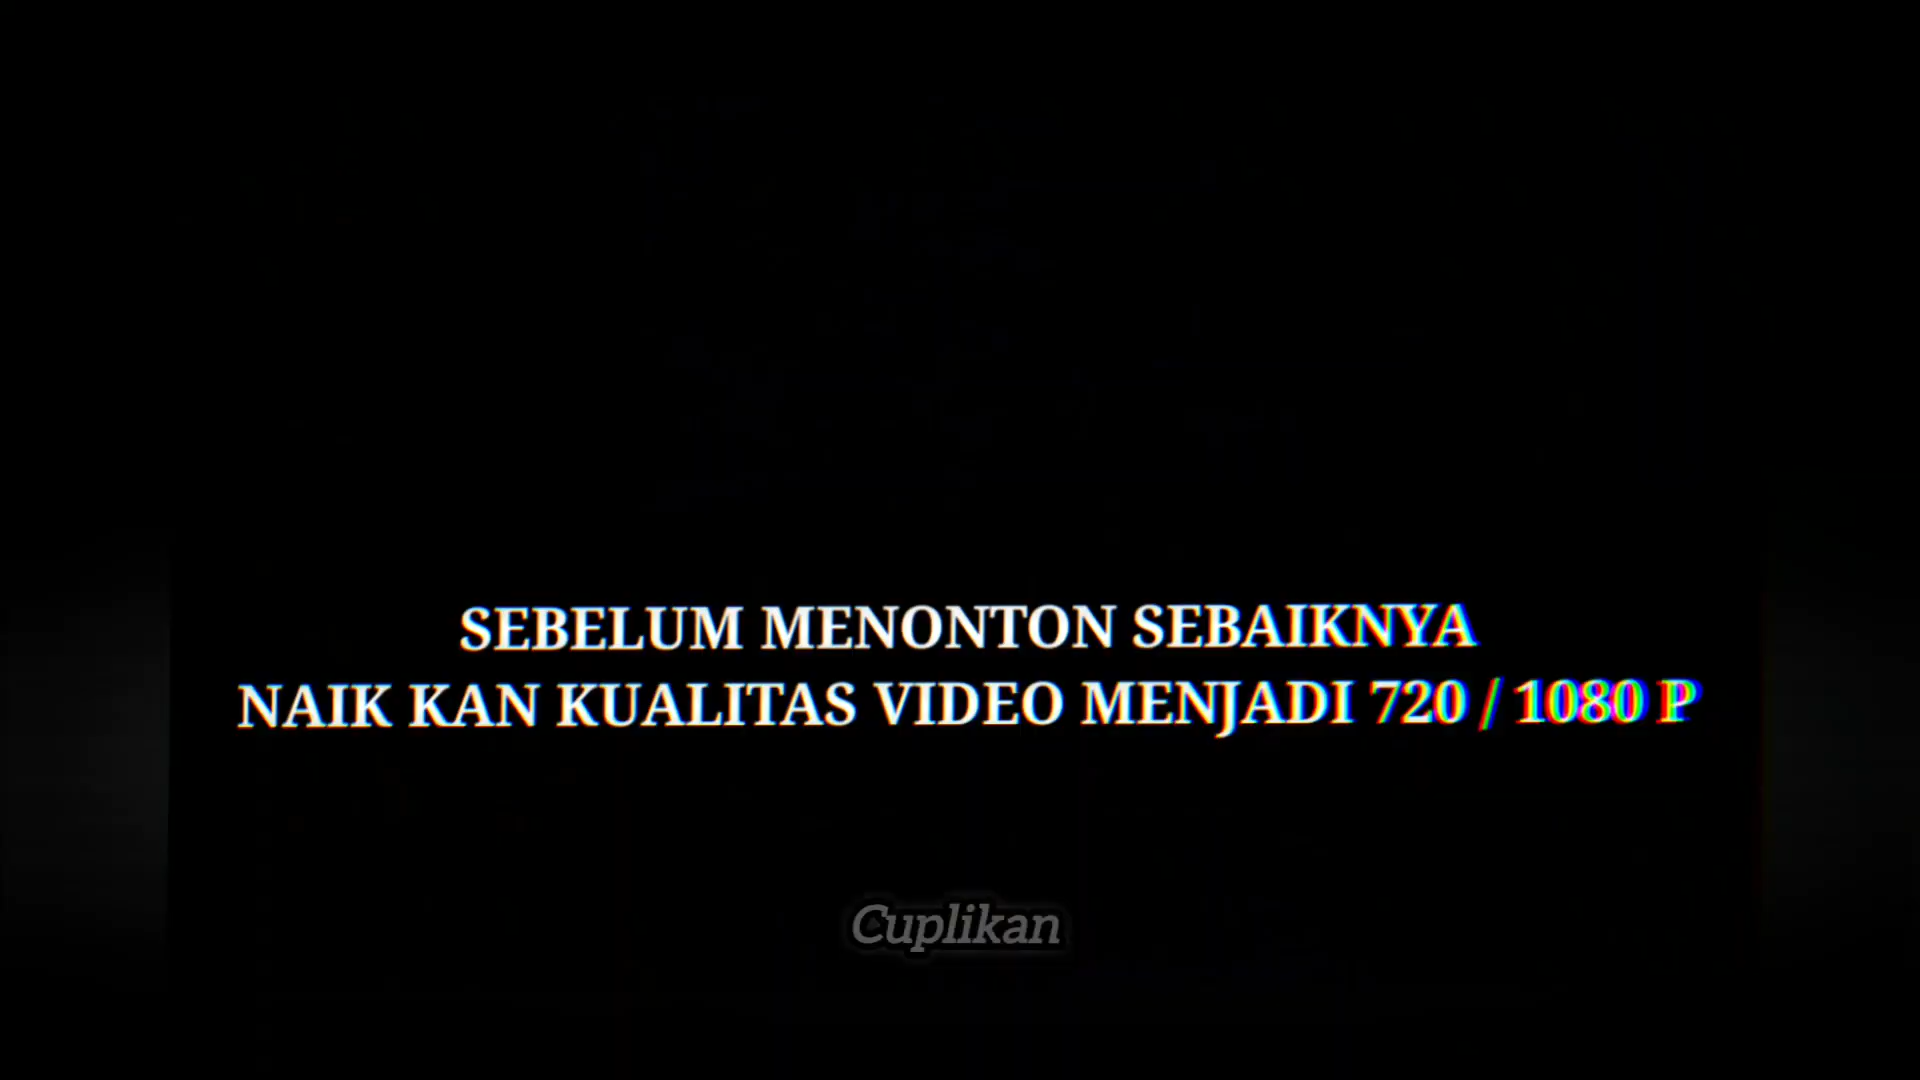 SEBELUM MENONTON SEBAIKNYA
NAIK KAN KUALITAS VIDEO MENJADI 720 / 1080 P
Cuplikan